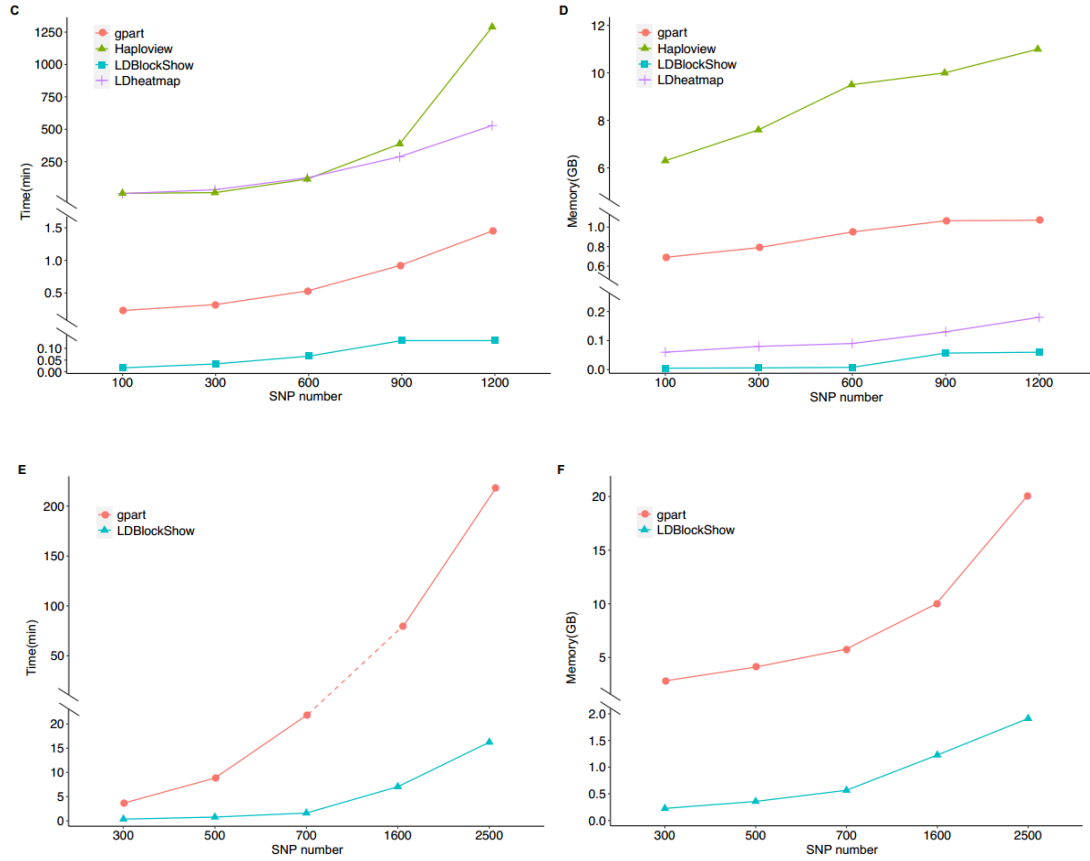 C
gpart
Haploview
LDBlockShow
LDheatmap
1250
1000
750
500
250
1.5
1.0
0.5
0.10
0.05
0.00
Time(min)
100 300 600 900 1200
SNP number
D
gpart
Haploview
LDBlockShow
LDheatmap
12
10
8
6
1.0
0.8
0.6
0.2
0.1
0.0
Memory(GB)
100 300 600 900 1200
SNP number
E
gpart
LDBlockShow
200
150
100
50
20
15
10
5
0
Time(min)
300 500 700 1600 2500
SNP number
F
gpart
LDBlockShow
20
15
10
5
2.0
1.5
1.0
0.5
0.0
Memory(GB)
300 500 700 1600 2500
SNP number